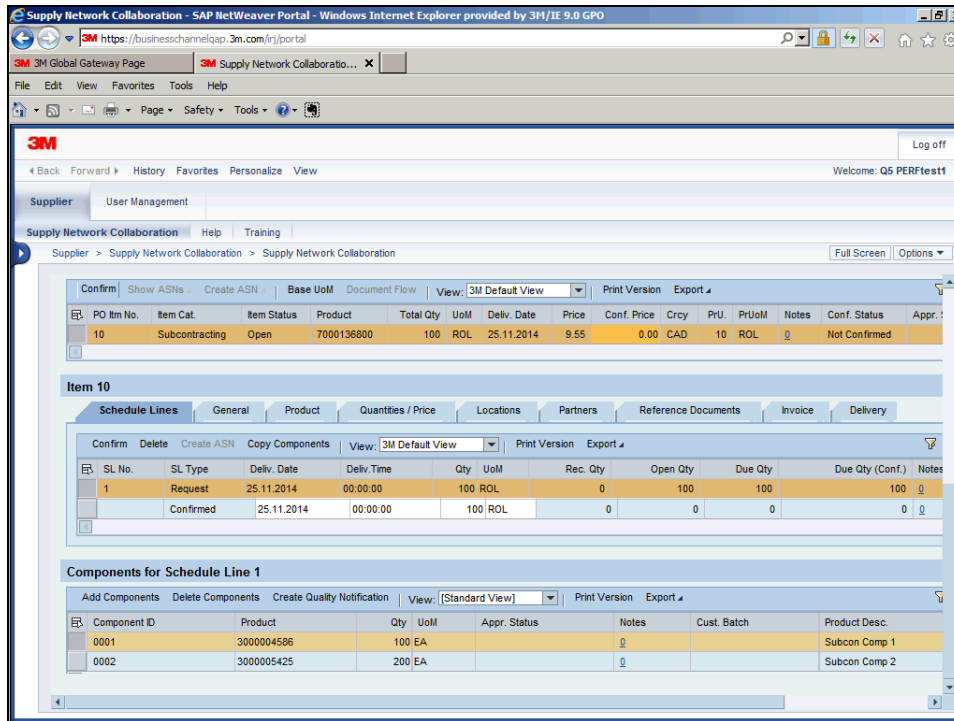 Supply Network Collaboration - SAP NetWeaver Portal - Windows Internet Explorer provided by 3M/IE 9.0 GPO
3M https://businesschannelqap.3m.com/irj/portal
3M 3M Global Gateway Page 3M Supply Network Collaboratio... X
File Edit View Favorites Tools Help
Page Safety Tools
3M Log off
Back Forward History Favorites Personalize View Welcome: Q5 PERFtest1
Supplier User Management
Supply Network Collaboration Help Training
Supplier > Supply Network Collaboration > Supply Network Collaboration Full Screen Options
Confirm Show ASNs Create ASN Base UoM Document Flow View: 3M Default View Print Version Export
PO Itm No. Item Cat. Item Status Product Total Qty UoM Deliv. Date Price Conf. Price Crcy PrU. PrUoM Notes Conf. Status Appr.
10 Subcontracting Open 7000136800 100 ROL 25.11.2014 9.55 0.00 CAD 10 ROL 0 Not Confirmed
Item 10
Schedule Lines General Product Quantities / Price Locations Partners Reference Documents Invoice Delivery
Confirm Delete Create ASN Copy Components View: 3M Default View Print Version Export
SL No. SL Type Deliv. Date Deliv.Time Qty UoM Rec. Qty Open Qty Due Qty Due Qty (Conf.) Notes
1 Request 25.11.2014 00:00:00 100 ROL 0 100 100 100 0
Confirmed 25.11.2014 00:00:00 100 ROL 0 0 0 0 0
Components for Schedule Line 1
Add Components Delete Components Create Quality Notification View: [Standard View] Print Version Export
Component ID Product Qty UoM Appr. Status Notes Cust. Batch Product Desc.
0001 3000004586 100 EA 0 Subcon Comp 1
0002 3000005425 200 EA 0 Subcon Comp 2